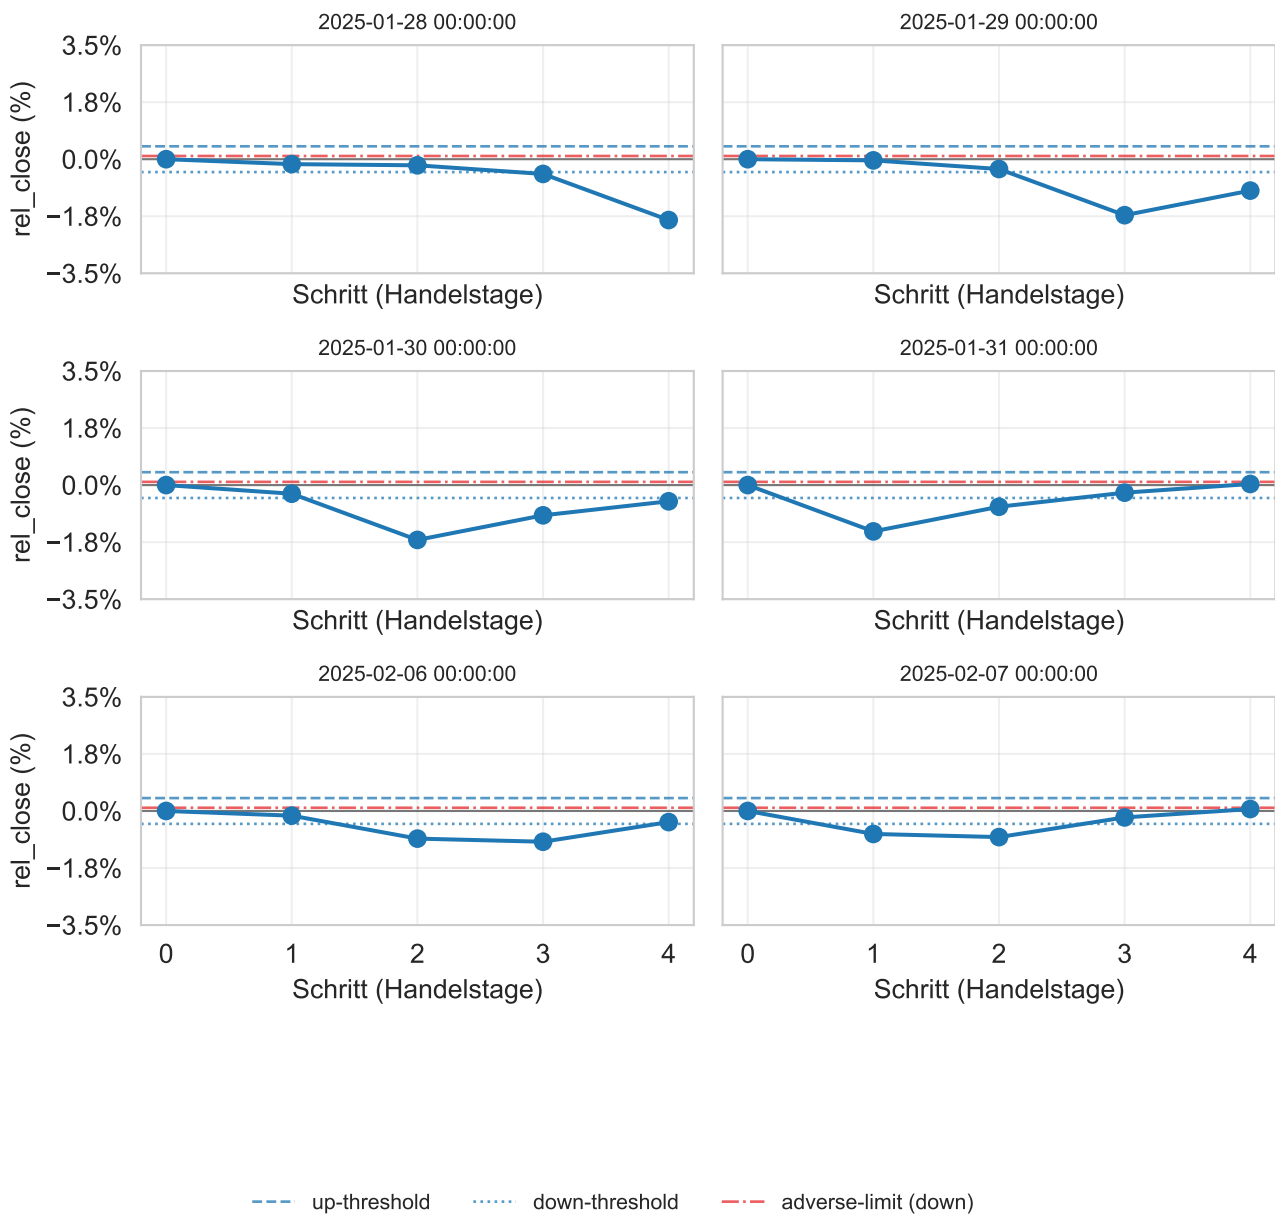 2025-01-28 00:00:00
2025-01-29 00:00:00
rel_close (%)
3.5%
1.8%
0.0%
−1.8%
−3.5%
Schritt (Handelstage)
Schritt (Handelstage)
2025-01-30 00:00:00
2025-01-31 00:00:00
rel_close (%)
3.5%
1.8%
0.0%
−1.8%
−3.5%
Schritt (Handelstage)
Schritt (Handelstage)
2025-02-06 00:00:00
2025-02-07 00:00:00
rel_close (%)
3.5%
1.8%
0.0%
−1.8%
−3.5%
0 1 2 3 4
0 1 2 3 4
Schritt (Handelstage)
Schritt (Handelstage)
up-threshold
down-threshold
adverse-limit (down)